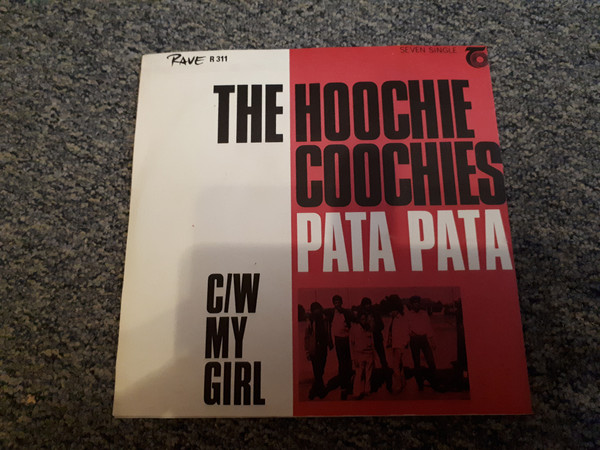 RAVE R 311
SEVEN SINGLE
THE HOOCHIE
COOCHIES
PATA PATA
C/W
MY
GIRL